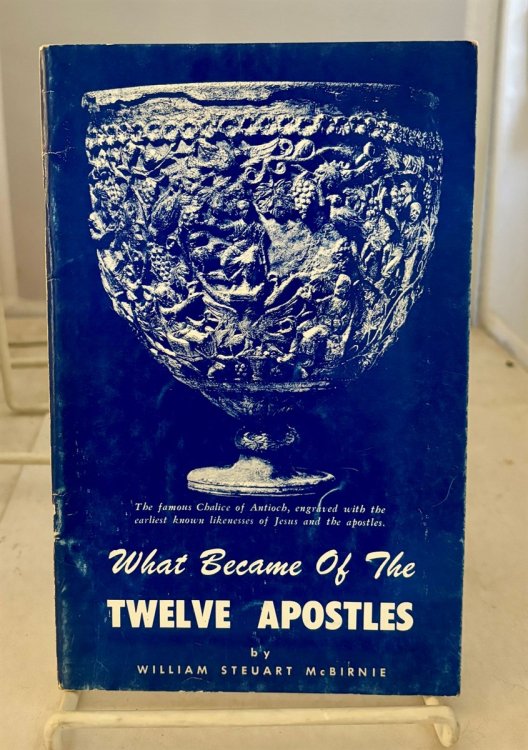 The famous Chalice of Antioch, engraved with the
earliest known likenesses of Jesus and the apostles.
What Became Of The
TWELVE APOSTLES
by
WILLIAM STEUART McBIRNIE